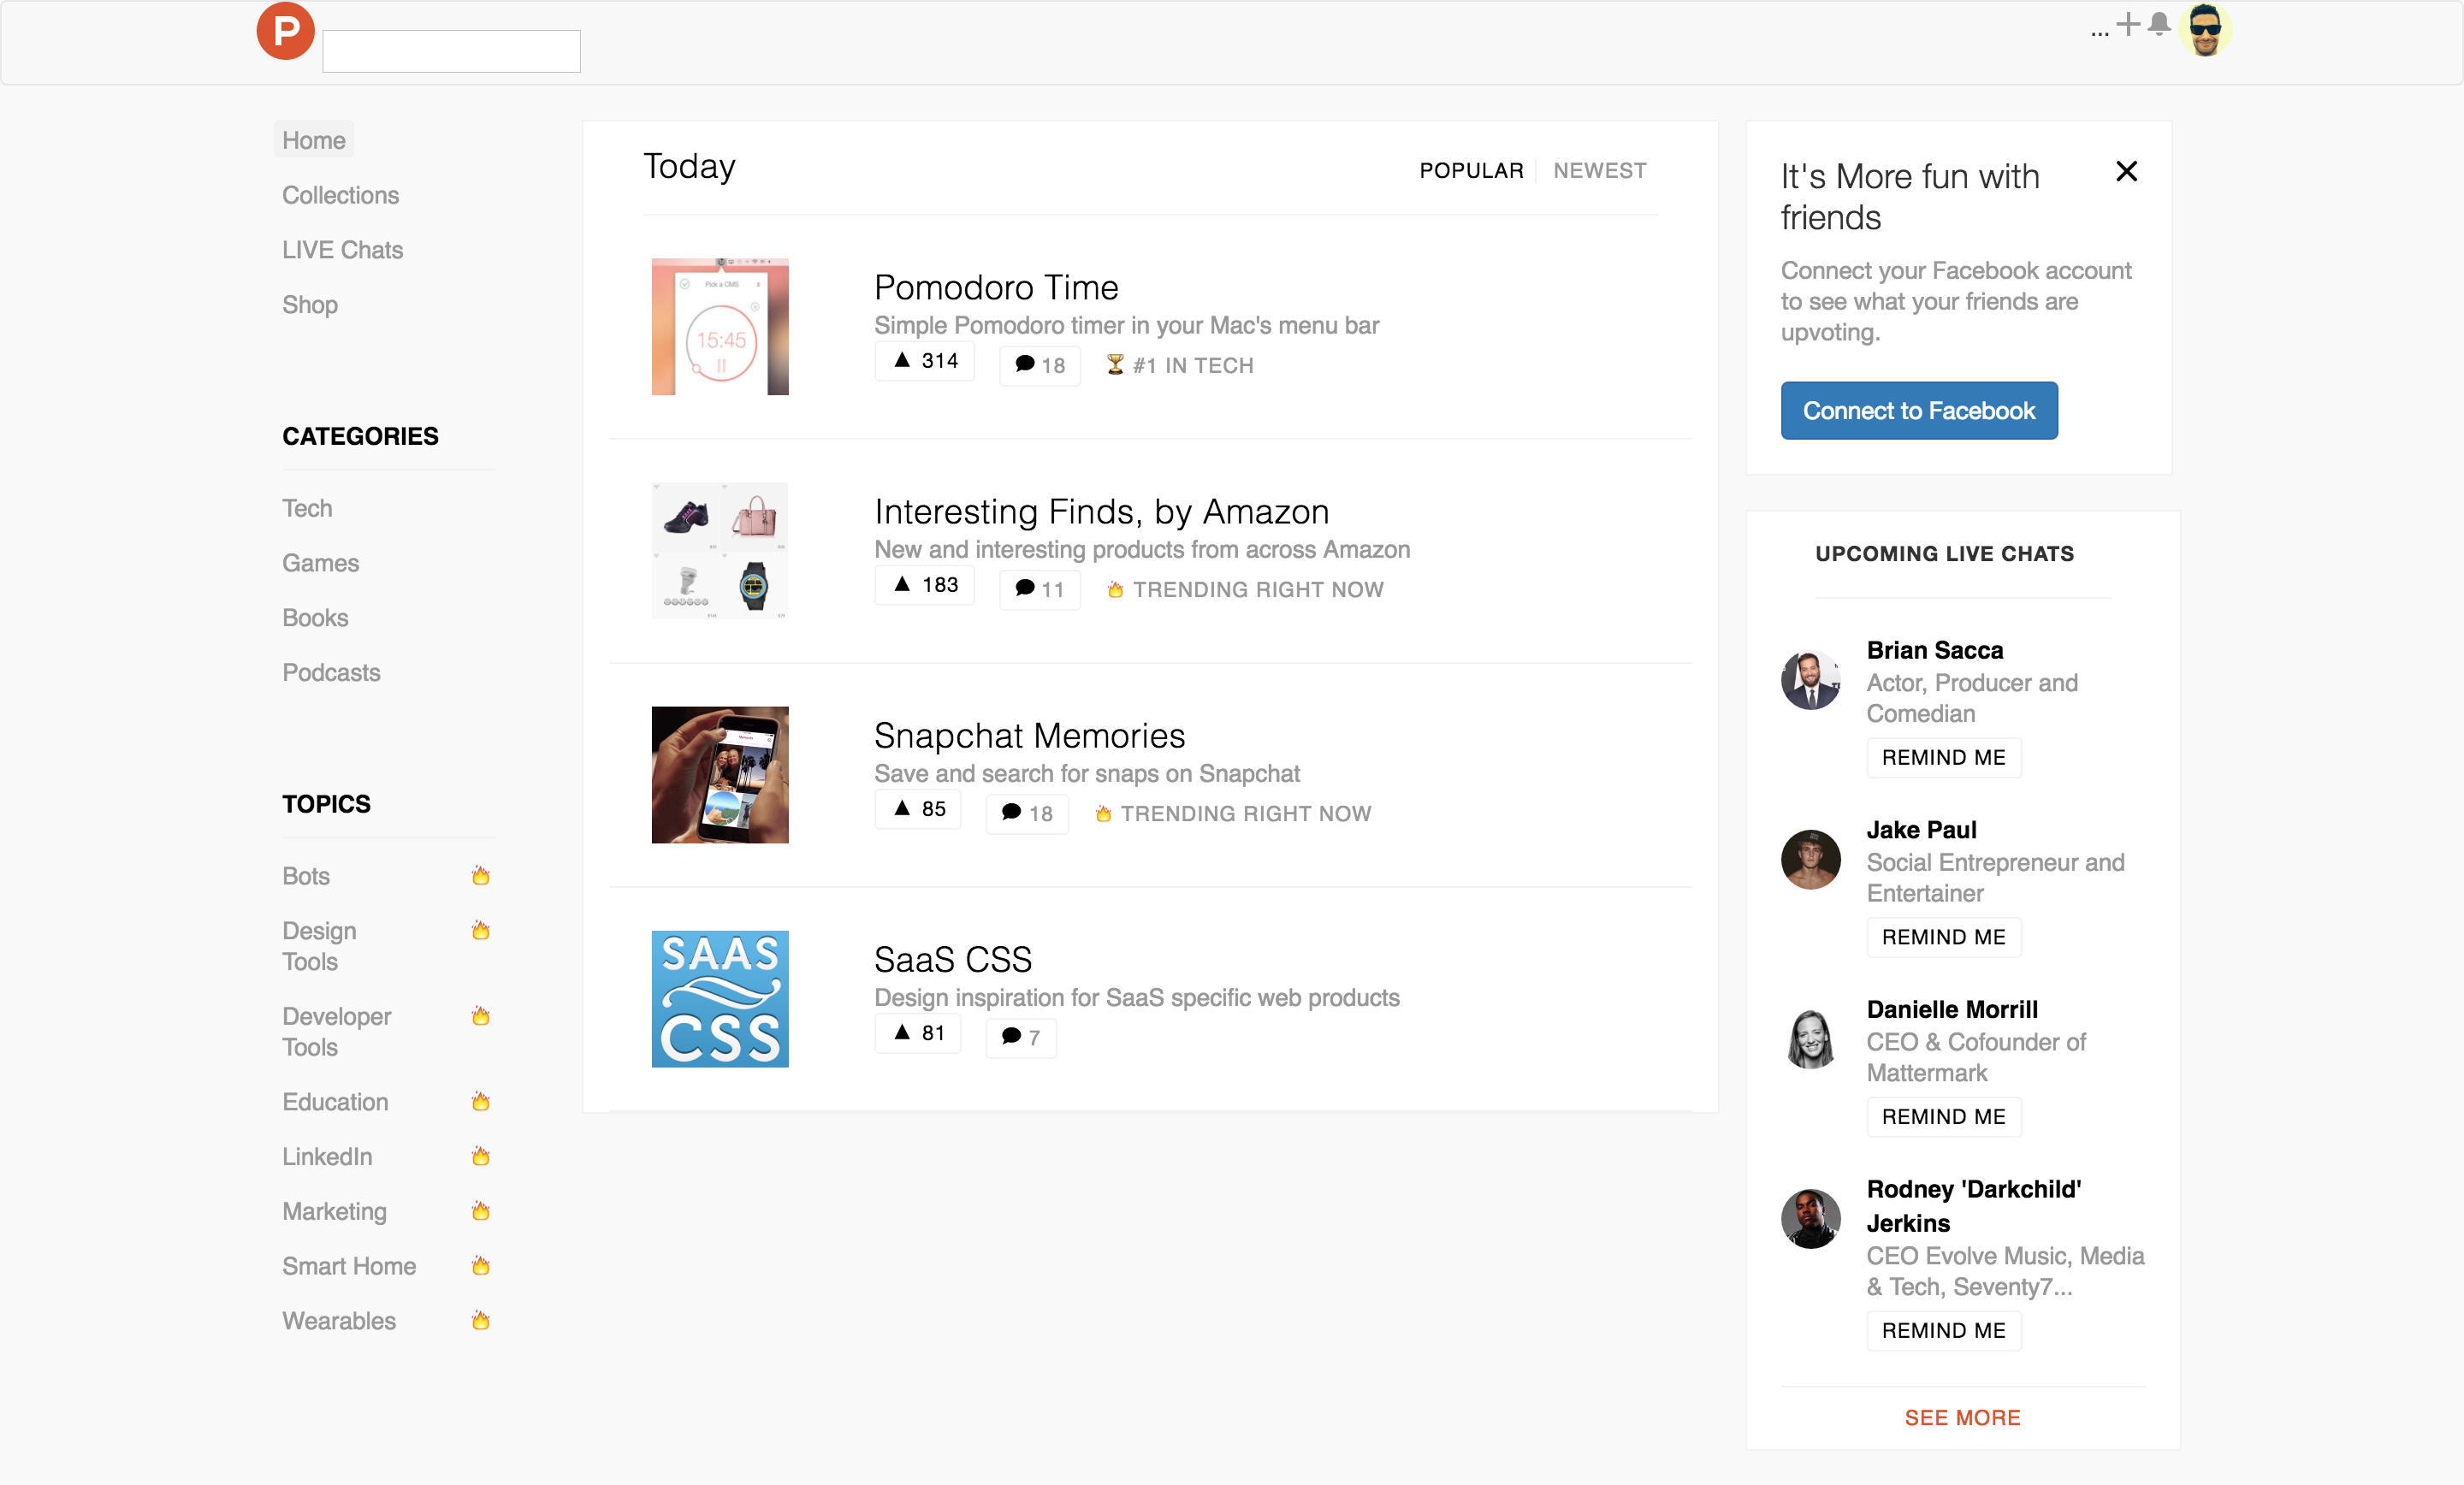 P
...
Home
Collections
LIVE Chats
Shop
CATEGORIES
Tech
Games
Books
Podcasts
TOPICS
Bots
Design
Tools
Developer
Tools
Education
LinkedIn
Marketing
Smart Home
Wearables
Today
POPULAR NEWEST
Pick a CMS
15:45
Pomodoro Time
Simple Pomodoro timer in your Mac's menu bar
314 18 #1 IN TECH
Interesting Finds, by Amazon
New and interesting products from across Amazon
183 11 TRENDING RIGHT NOW
Snapchat Memories
Save and search for snaps on Snapchat
85 18 TRENDING RIGHT NOW
SAAS
CSS
SaaS CSS
Design inspiration for SaaS specific web products
81 7
It's More fun with
friends
Connect your Facebook account
to see what your friends are
upvoting.
Connect to Facebook
UPCOMING LIVE CHATS
Brian Sacca
Actor, Producer and
Comedian
REMIND ME
Jake Paul
Social Entrepreneur and
Entertainer
REMIND ME
Danielle Morrill
CEO & Cofounder of
Mattermark
REMIND ME
Rodney 'Darkchild'
Jerkins
CEO Evolve Music, Media
& Tech, Seventy7...
REMIND ME
SEE MORE